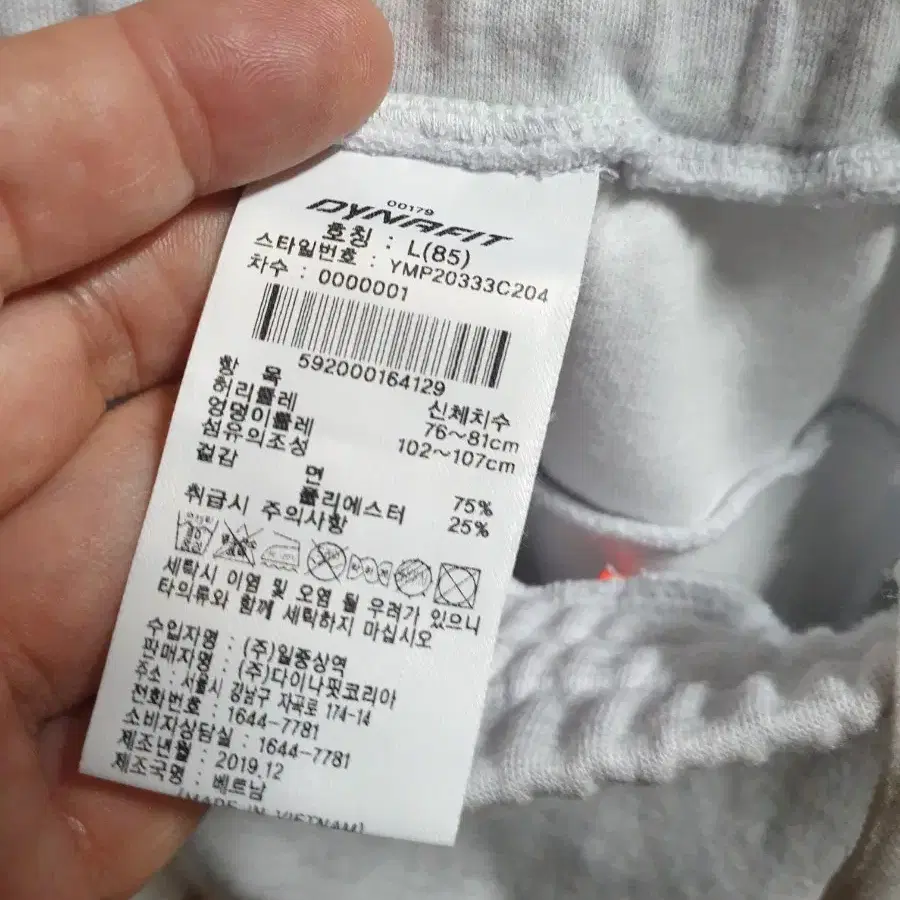 00179
DYNAFIT
호칭 : L(85)
스타일번호 : YMP20333C204
차수 : 0000001
592000164129
항 목 신체치수
허리둘레 76~81cm
엉덩이둘레 102~107cm
섬유의조성
겉감 면 75%
폴리에스터 25%
취급시 주의사항
세탁시 이염 및 오염 될 우려가 있으니
타의류와 함께 세탁하지 마십시오
수입자명 : (주)일중상역
판매자명 : (주)다이나핏코리아
주소 : 서울시 강남구 자곡로 174-14
전화번호 : 1644-7781
소비자상담실 : 1644-7781
제조년월 : 2019.12
제조국명 : 베트남
(MADE IN VIETNAM)